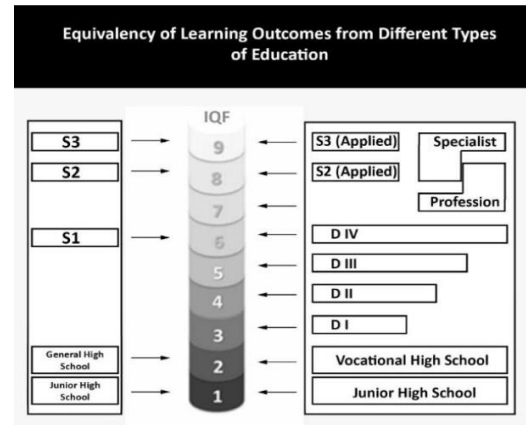 Equivalency of Learning Outcomes from Different Types
of Education
IQF
S3
S2
S1
General High
School
Junior High
School
9
8
7
6
5
4
3
2
1
S3 (Applied)
S2 (Applied)
Specialist
Profession
D IV
D III
D II
D I
Vocational High School
Junior High School